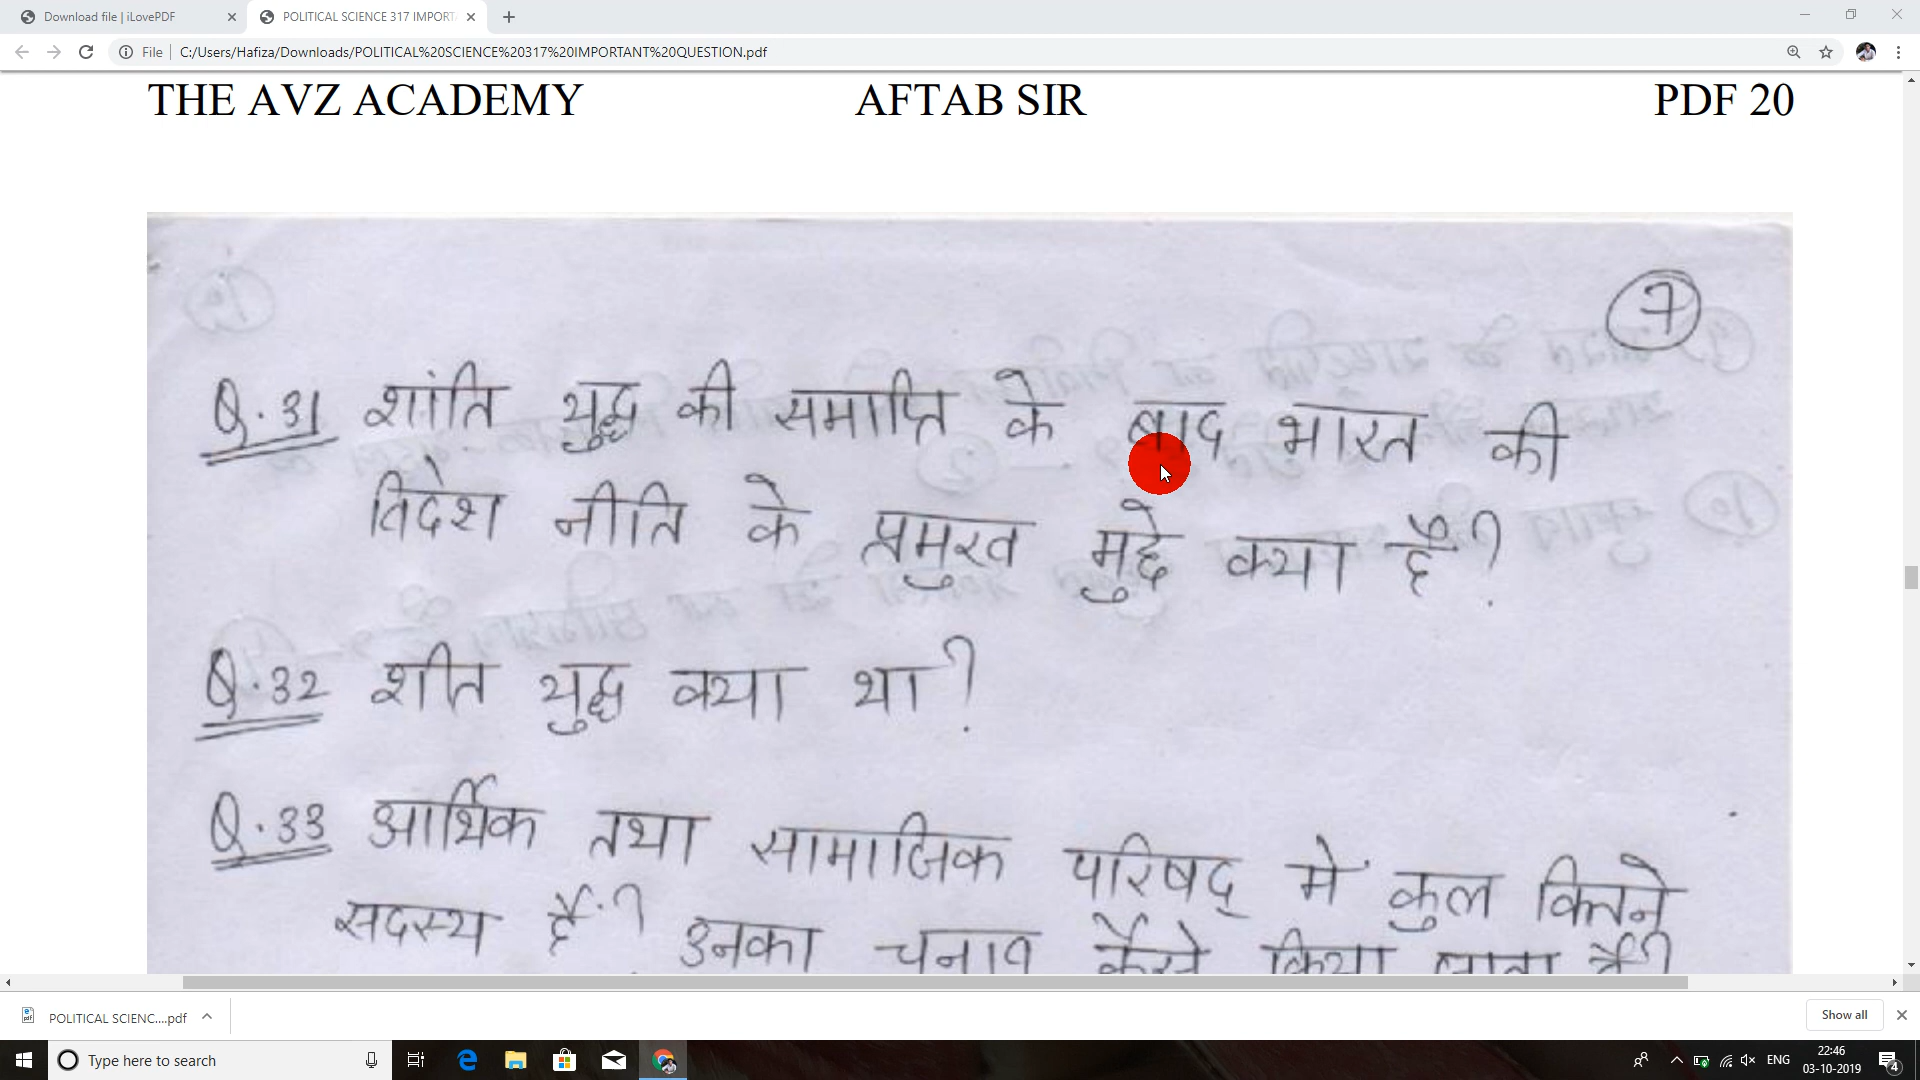 Download file | iLovePDF
POLITICAL SCIENCE 317 IMPORT
File
C:/Users/Hafiza/Downloads/POLITICAL%20SCIENCE%20317%20IMPORTANT%20QUESTION.pdf
THE AVZ ACADEMY AFTAB SIR PDF 20
7
Q.31 शांति युद्ध की समाप्ति के बाद भारत की
विदेश नीति के प्रमुख मुद्दे क्या है?
Q.32 शीत युद्ध क्या था?
Q.33 आर्थिक तथा सामाजिक परिषद् मे कुल कितने
सदस्य हैं? उनका चुनाव कैसे किया जाता है?
POLITICAL SCIENC....pdf
Show all
Type here to search
ENG
22:46
03-10-2019
4